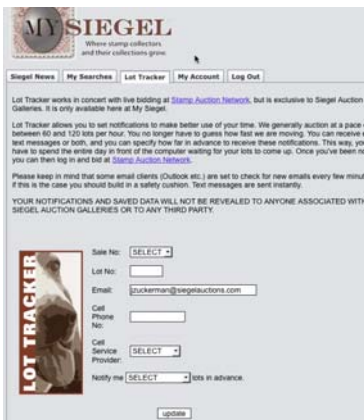 MY SIEGEL
Where stamp collectors
and their collections grow.
Siegel News My Searches Lot Tracker My Account Log Out
Lot Tracker works in concert with live bidding at Stamp Auction Network, but is exclusive to Siegel Auction
Galleries. It is only available here at My Siegel.
Lot Tracker allows you to set notifications to make better use of your time. We generally auction at a pace
between 60 and 120 lots per hour. You no longer have to guess how fast we are moving. You can receive
text messages or both, and you can specify how far in advance to receive these notifications. This way, you
have to spend the entire day in front of the computer waiting for your lots to come up. Once you've been
you can then log in and bid at Stamp Auction Network.
Please keep in mind that some email clients (Outlook etc.) are set to check for new emails every few
if this is the case you should build in a safety cushion. Text messages are sent instantly.
YOUR NOTIFICATIONS AND SAVED DATA WILL NOT BE REVEALED TO ANYONE ASSOCIATED
SIEGEL AUCTION GALLERIES OR TO ANY THIRD PARTY.
LOT TRACKER
Sale No: SELECT
Lot No:
Email: jzuckerman@siegelauctions.com
Cell
Phone
No:
Cell
Service
Provider: SELECT
Notify me SELECT lots in advance.
update